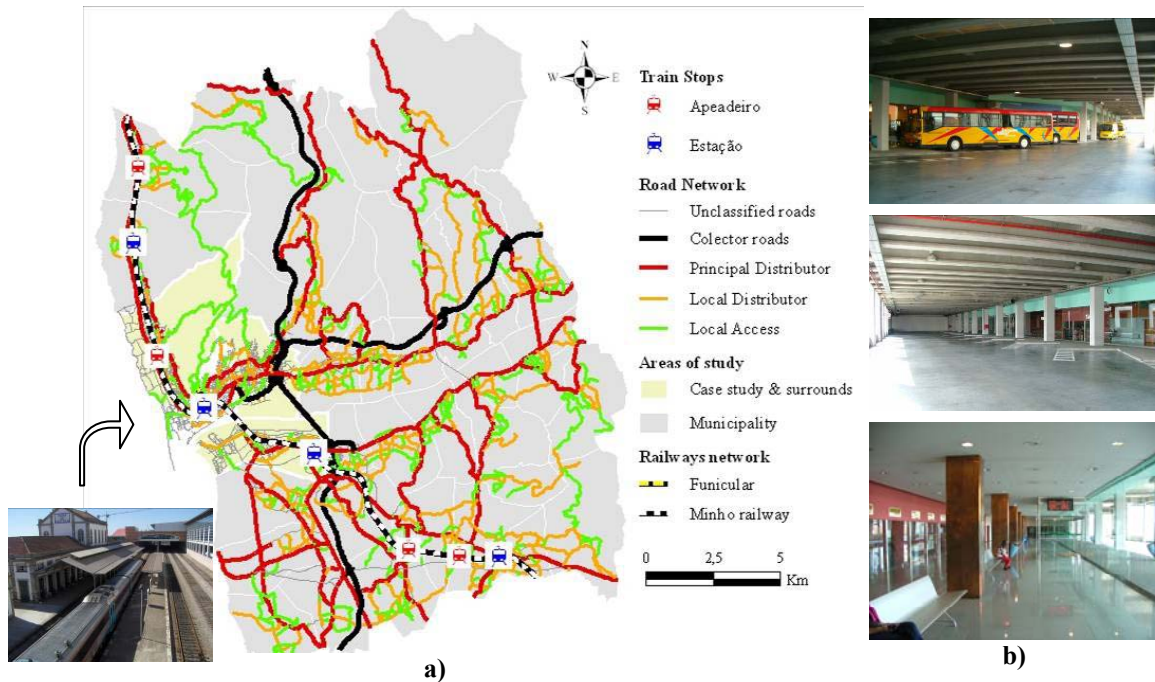 N
W E
S
Train Stops
Apeadeiro
Estação
Road Network
Unclassified roads
Colector roads
Principal Distributor
Local Distributor
Local Access
Areas of study
Case study & surrounds
Municipality
Railways network
Funicular
Minho railway
0 2,5 5
Km
a)
b)